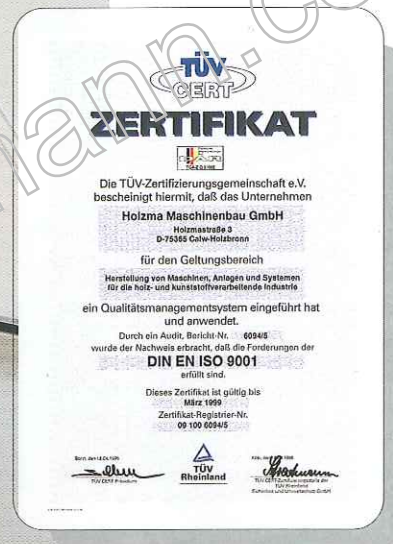 mann.com
TÜV
CERT
ZERTIFIKAT
Die TÜV-Zertifizierungsgemeinschaft e.V.
bescheinigt hiermit, daß das Unternehmen
Holzma Maschinenbau GmbH
Holzmastraße 3
D-75365 Calw-Holzbronn
für den Geltungsbereich
Herstellung von Maschinen, Anlagen und Systemen
für die holz- und kunststoffverarbeitende Industrie
ein Qualitätsmanagementsystem eingeführt hat
und anwendet.
Durch ein Audit, Bericht-Nr. 6094/5
wurde der Nachweis erbracht, daß die Forderungen der
DIN EN ISO 9001
erfüllt sind.
Dieses Zertifikat ist gültig bis
März 1999
Zertifikat-Registrier-Nr.
09 100 6094/5
TÜV
Rheinland